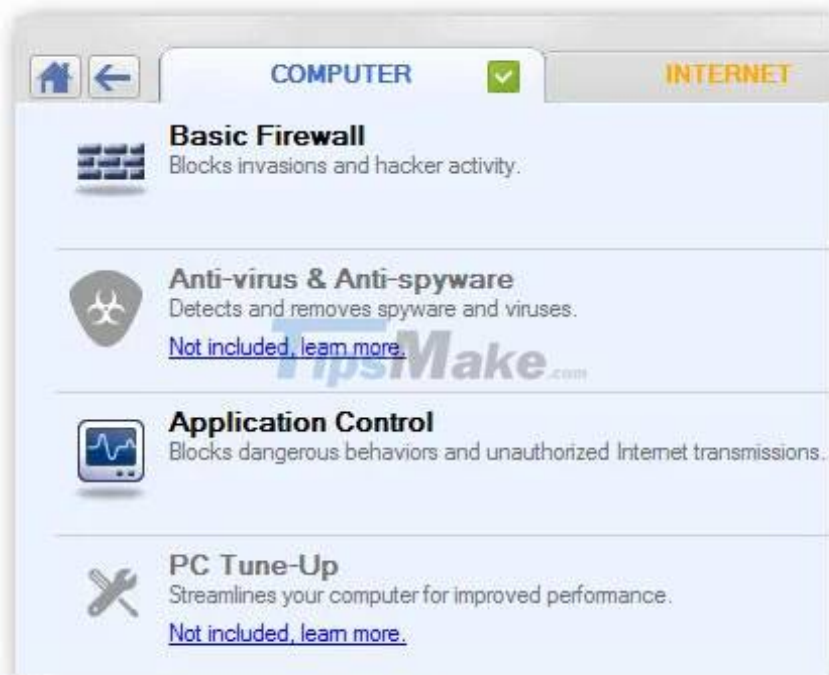 COMPUTER
INTERNET
Basic Firewall
Blocks invasions and hacker activity.
Anti-virus & Anti-spyware
Detects and removes spyware and viruses.
Not included, learn more.
TipsMake.com
Application Control
Blocks dangerous behaviors and unauthorized Internet transmissions.
PC Tune-Up
Streamlines your computer for improved performance.
Not included, learn more.